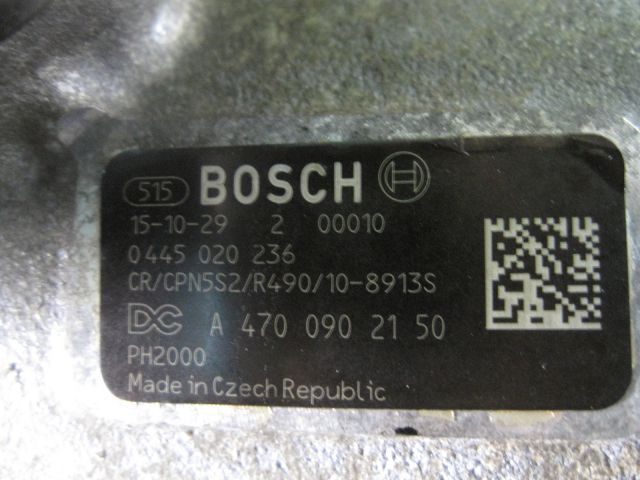 515 BOSCH
15-10-29 2 00010
0445 020 236
CR/CPN5S2/R490/10-8913S
DC A 470 090 21 50
PH2000
Made in Czech Republic